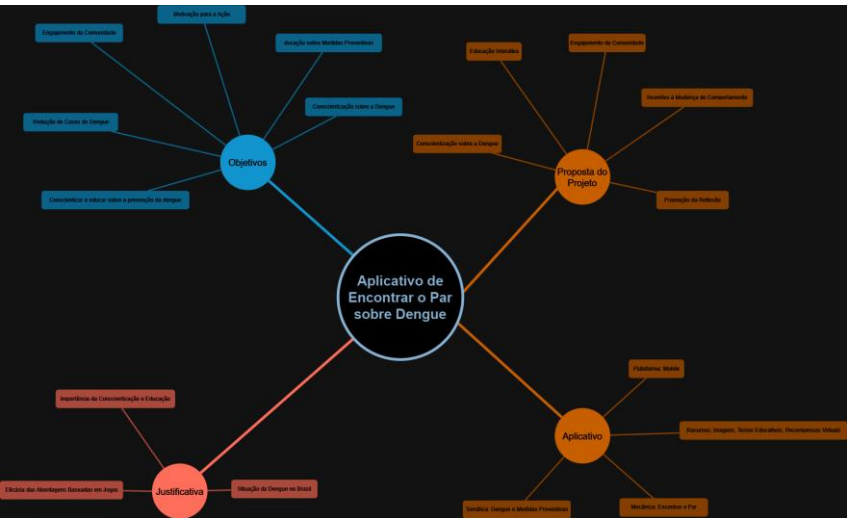 Motivação para a Ação
Engajamento da Comunidade
ducação sobre Medidas Preventivas
Conscientização sobre a Dengue
Redução de Casos de Dengue
Objetivos
Conscientizar e educar sobre a prevenção da dengue
Engajamento da Comunidade
Educação Interativa
Incentivo à Mudança de Comportamento
Conscientização sobre a Dengue
Proposta do
Projeto
Promoção da Reflexão
Aplicativo de
Encontrar o Par
sobre Dengue
Importância da Conscientização e Educação
Eficácia das Abordagens Baseadas em Jogos
Justificativa
Situação da Dengue no Brasil
Plataforma: Mobile
Aplicativo
Recursos: Imagens, Textos Educativos, Recompensas Virtuais
Temática: Dengue e Medidas Preventivas
Mecânica: Encontrar o Par